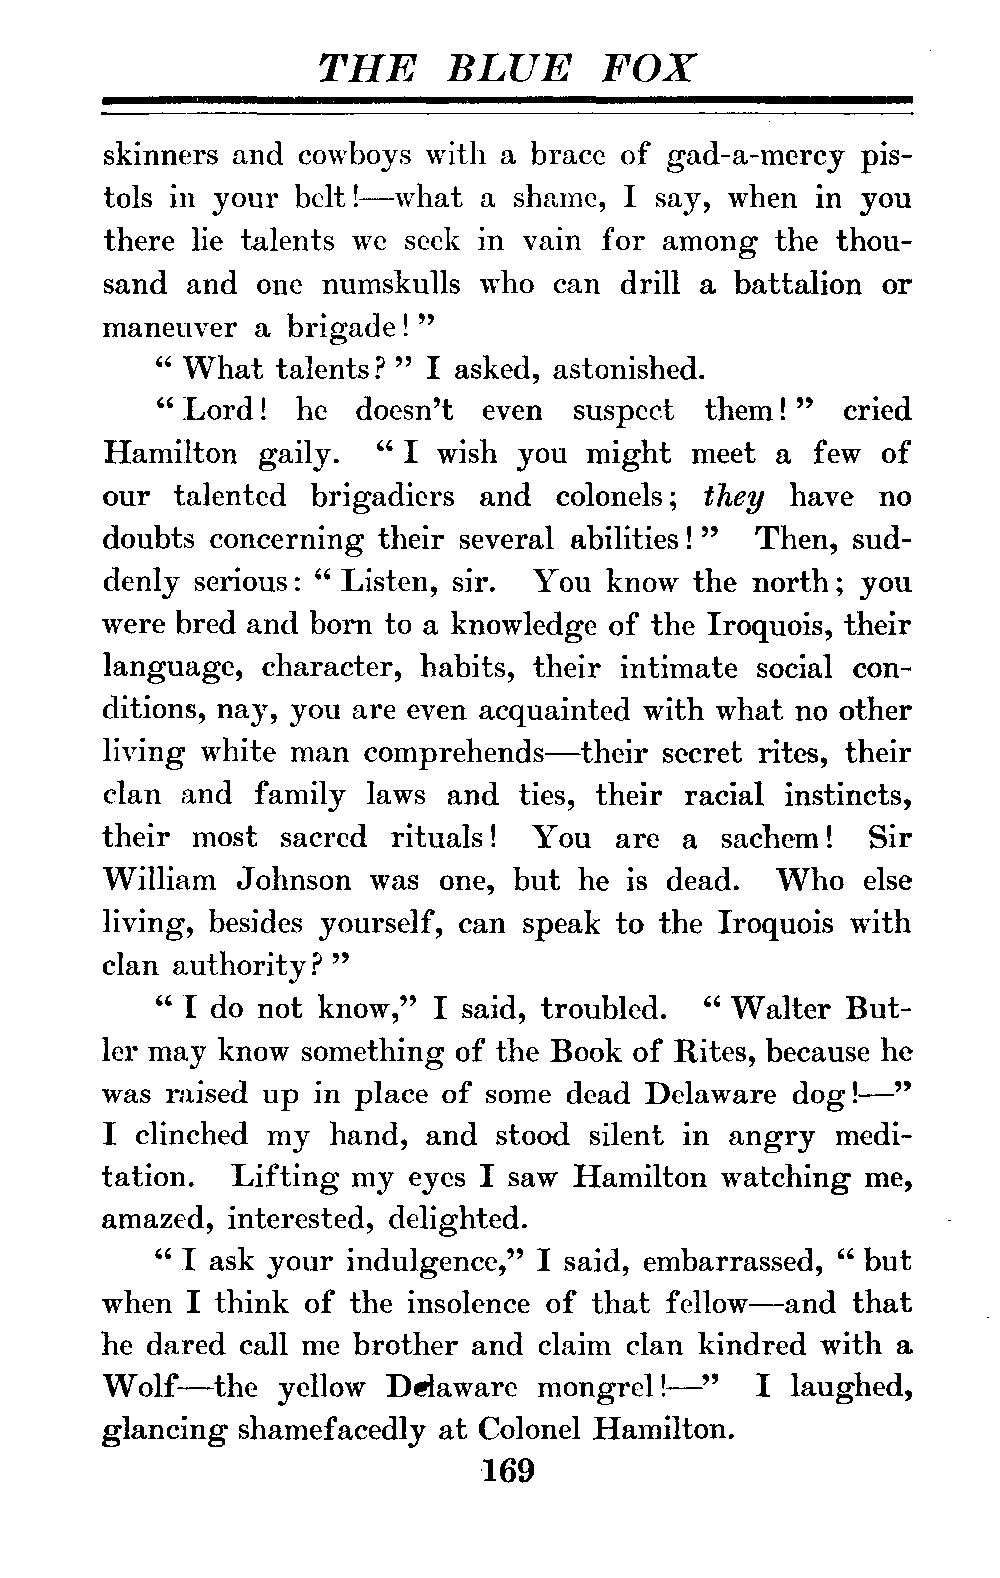 THE BLUE FOX
skinners and cowboys with a brace of gad-a-mercy pis-
tols in your belt!—what a shame, I say, when in you
there lie talents we seek in vain for among the thou-
sand and one numskulls who can drill a battalion or
maneuver a brigade!”
“ What talents? ” I asked, astonished.
“ Lord! he doesn’t even suspect them! ” cried
Hamilton gaily. “ I wish you might meet a few of
our talented brigadiers and colonels; they have no
doubts concerning their several abilities! ” Then, sud-
denly serious: “ Listen, sir. You know the north; you
were bred and born to a knowledge of the Iroquois, their
language, character, habits, their intimate social con-
ditions, nay, you are even acquainted with what no other
living white man comprehends—their secret rites, their
clan and family laws and ties, their racial instincts,
their most sacred rituals! You are a sachem! Sir
William Johnson was one, but he is dead. Who else
living, besides yourself, can speak to the Iroquois with
clan authority? ”
“ I do not know,” I said, troubled. “ Walter But-
ler may know something of the Book of Rites, because he
was raised up in place of some dead Delaware dog!—”
I clinched my hand, and stood silent in angry medi-
tation. Lifting my eyes I saw Hamilton watching me,
amazed, interested, delighted.
“ I ask your indulgence,” I said, embarrassed, “ but
when I think of the insolence of that fellow—and that
he dared call me brother and claim clan kindred with a
Wolf—the yellow Delaware mongrel!—” I laughed,
glancing shamefacedly at Colonel Hamilton.
169